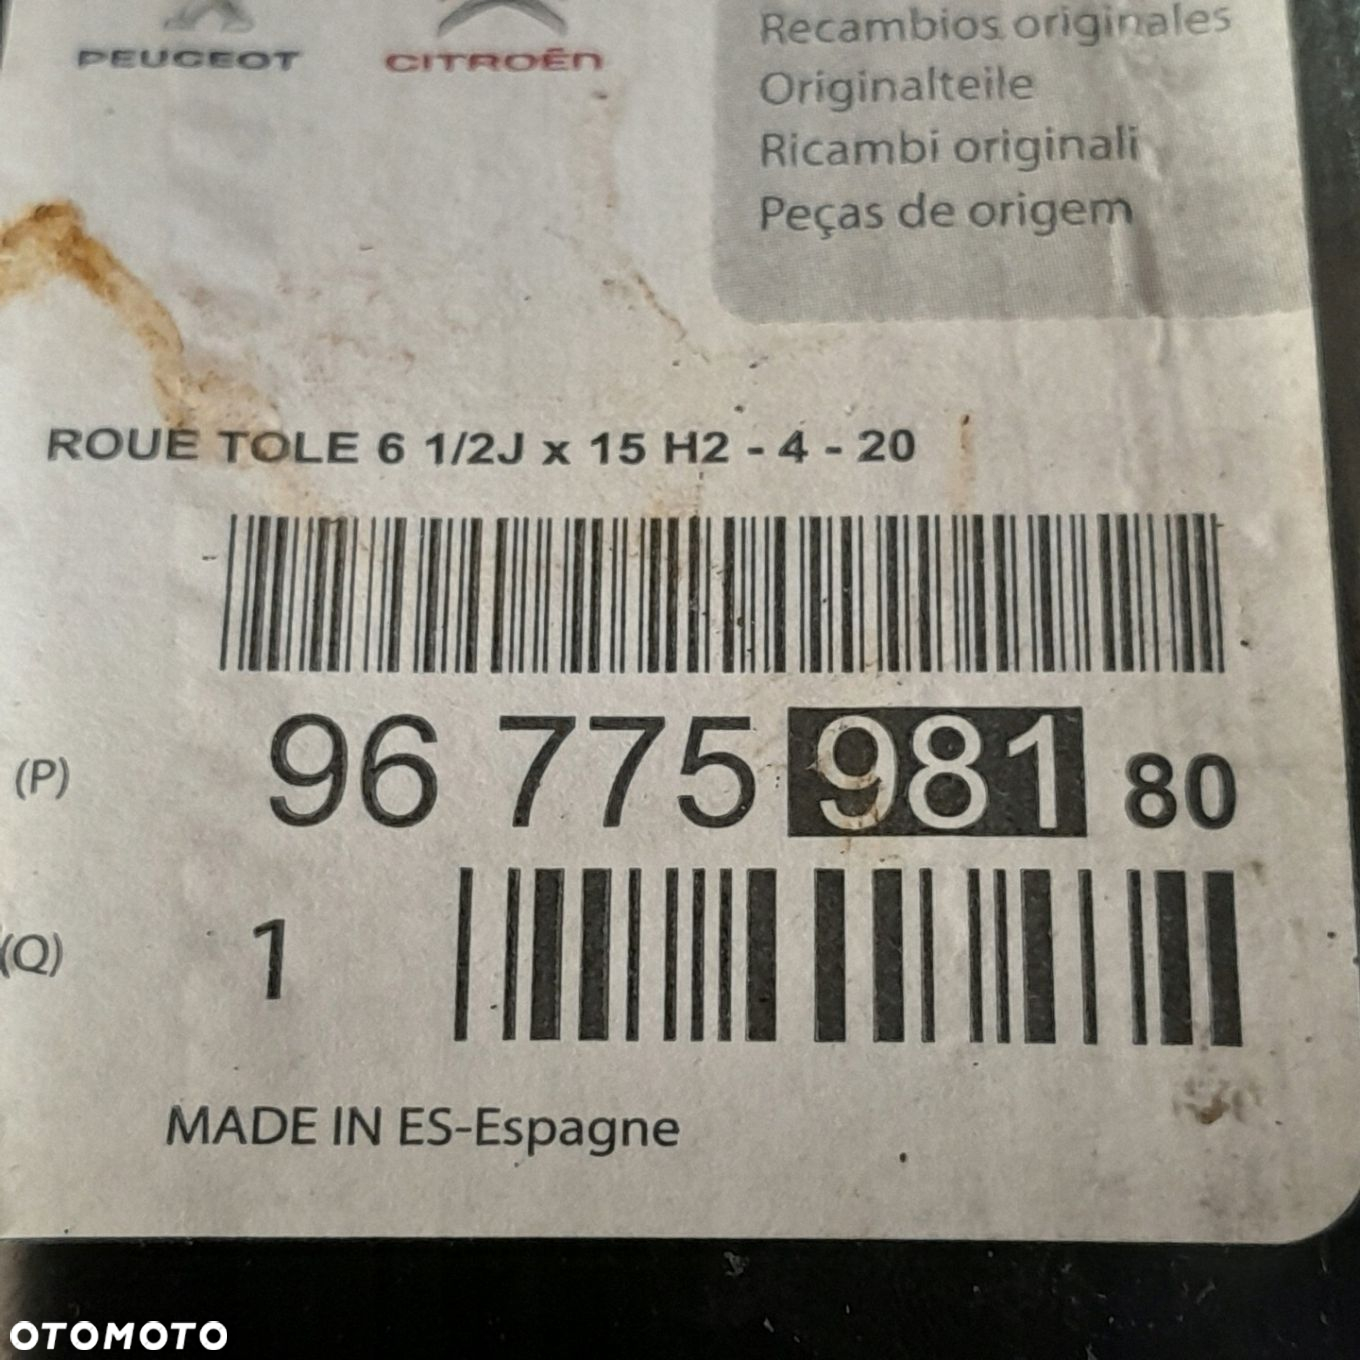 PEUGEOT CITROËN
Recambios originales
Originalteile
Ricambi originali
Peças de origem
ROUE TOLE 6 1/2J x 15 H2 - 4 - 20
(P) 96 775 981 80
(Q) 1
MADE IN ES-Espagne
OTOMOTO